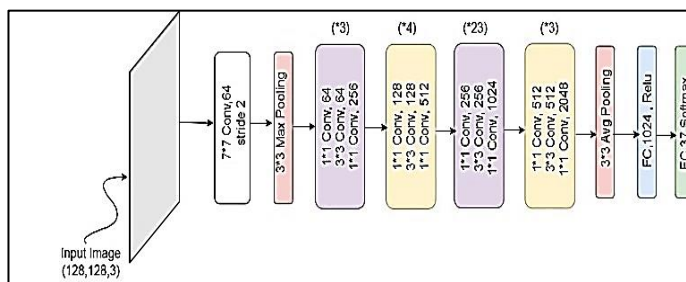 (*3)
(*4)
(*23)
(*3)
7*7 Conv,64
stride 2
3*3 Max Pooling
1*1 Conv, 64
3*3 Conv, 64
1*1 Conv, 256
1*1 Conv, 128
3*3 Conv, 128
1*1 Conv, 512
1*1 Conv, 256
3*3 Conv, 256
1*1 Conv, 1024
1*1 Conv, 512
3*3 Conv, 512
1*1 Conv, 2048
3*3 Avg Pooling
FC,1024 , Relu
FC,37 Softmax
Input Image
(128,128,3)